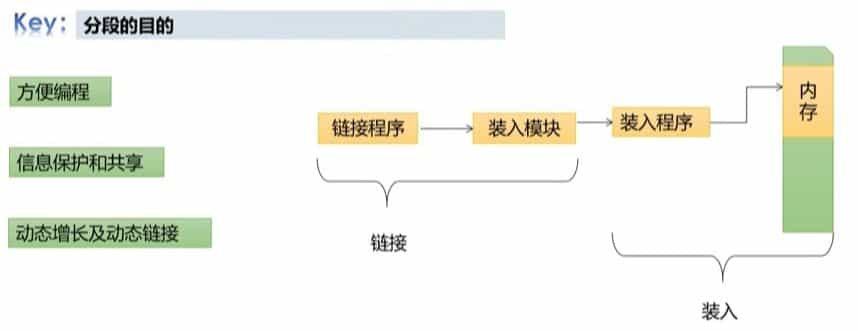 Key: 分段的目的
方便编程
信息保护和共享
动态增长及动态链接
链接程序
装入模块
装入程序
内存
链接
装入